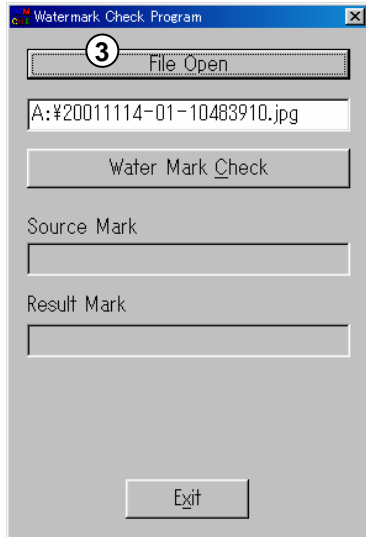 Watermark Check Program
3
File Open
A:¥20011114-01-10483910.jpg
Water Mark Check
Source Mark
Result Mark
Exit